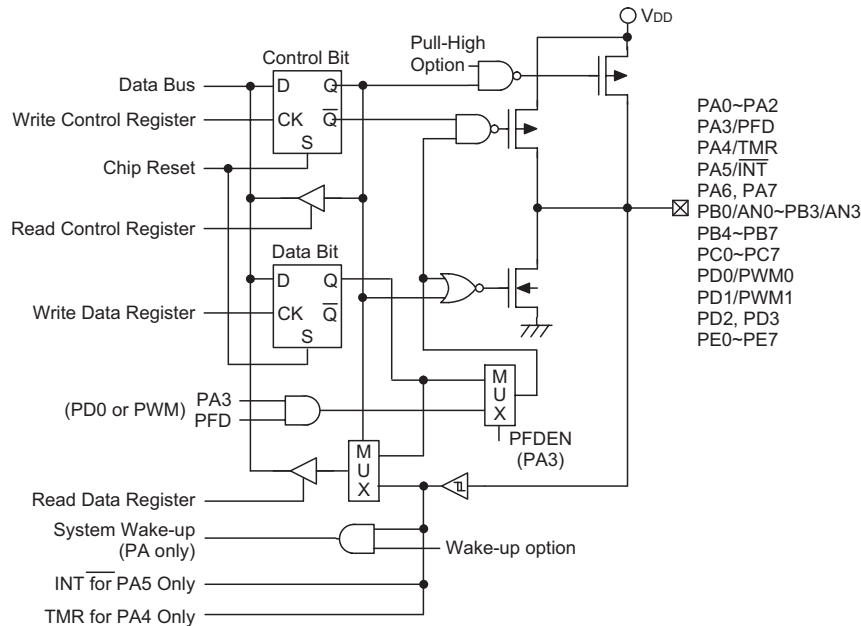 VDD
Control Bit
Pull-High
Option
Data Bus
D
Q
Write Control Register
CK
Q̅
S
Chip Reset
Read Control Register
Data Bit
D
Q
Write Data Register
CK
Q̅
S
PA0~PA2
PA3/PFD
PA4/TMR
PA5/I̅N̅T̅
PA6, PA7
PB0/AN0~PB3/AN3
PB4~PB7
PC0~PC7
PD0/PWM0
PD1/PWM1
PD2, PD3
PE0~PE7
(PD0 or PWM)
PA3
PFD
M
U
X
PFDEN
(PA3)
M
U
X
Read Data Register
System Wake-up
(PA only)
Wake-up option
INT for PA5 Only
TMR for PA4 Only